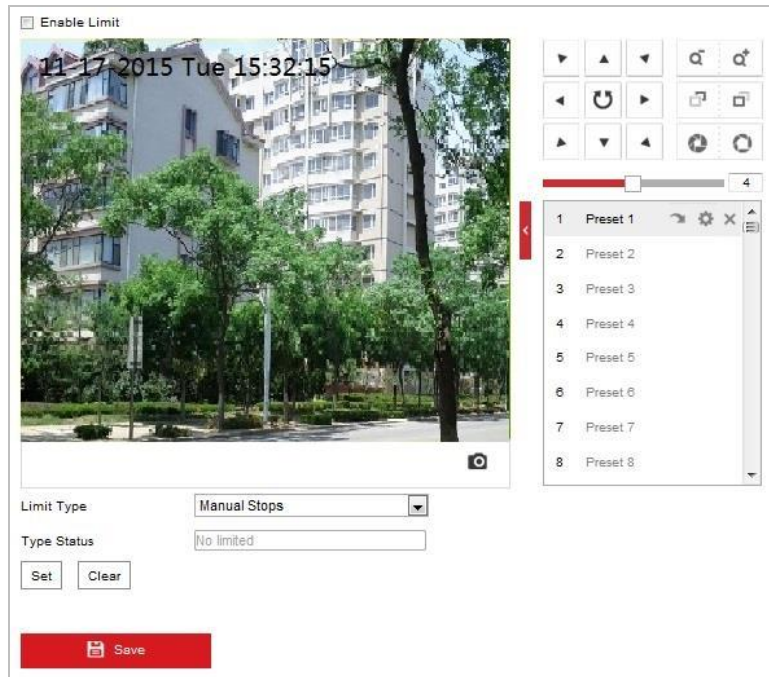 Enable Limit
11-17-2015 Tue 15:32:15
4
1 Preset 1
2 Preset 2
3 Preset 3
4 Preset 4
5 Preset 5
6 Preset 6
7 Preset 7
8 Preset 8
Limit Type Manual Stops
Type Status No limited
Set Clear
Save